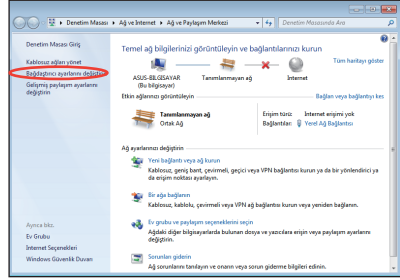 Denetim Masası ▸ Ağ ve Internet ▸ Ağ ve Paylaşım Merkezi
Denetim Masasında Ara
Denetim Masası Giriş
Kablosuz ağları yönet
Bağdaştırıcı ayarlarını değiştirin
Gelişmiş paylaşım ayarlarını
değiştirin
Ayrıca bkz.
Ev Grubu
İnternet Seçenekleri
Windows Güvenlik Duvarı
Temel ağ bilgilerinizi görüntüleyin ve bağlantılarınızı kurun
Tüm haritayı göster
ASUS-BILGISAYAR
(Bu bilgisayar)
Tanımlanmayan ağ
Internet
Etkin ağlarınızı görüntüleyin
Bağlan veya bağlantıyı kes
Tanımlanmayan ağ
Ortak Ağ
Erişim türü: Internet erişimi yok
Bağlantılar: Yerel Ağ Bağlantısı
Ağ ayarlarınızı değiştirin
Yeni bağlantı veya ağ kurun
Kablosuz, geniş bant, çevirmeli, geçici veya VPN bağlantısı kurun ya da bir yönlendirici ya
da erişim noktası ayarlayın.
Bir ağa bağlanın
Kablosuz, kablolu, çevirmeli veya VPN ağ bağlantısı kurun veya yeniden bağlanın.
Ev grubu ve paylaşım seçeneklerini seçin
Ağdaki diğer bilgisayarlarda bulunan dosya ve yazıcılara erişin veya paylaşım ayarlarını
değiştirin.
Sorunları giderin
Ağ sorunlarını tanılayın ve onarın veya sorun giderme bilgileri edinin.